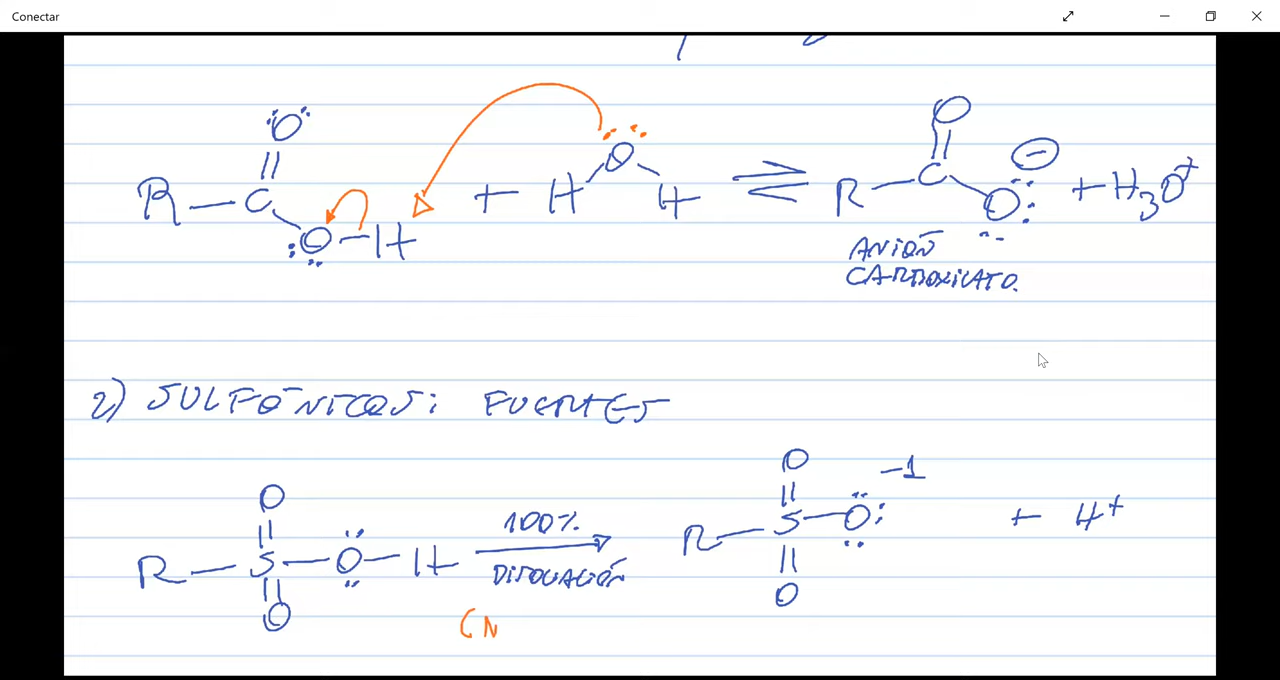 Conectar
O
R—C
O—H + H O H ⇌ R—C O O ⊖ + H3O+
ANIÓN
CARBOXILATO.
2) SULFÓNICOS: FUERTES
O O -1
R—S—O—H 100% R—S—O: + H+
DISOCIACIÓN
O O
(N